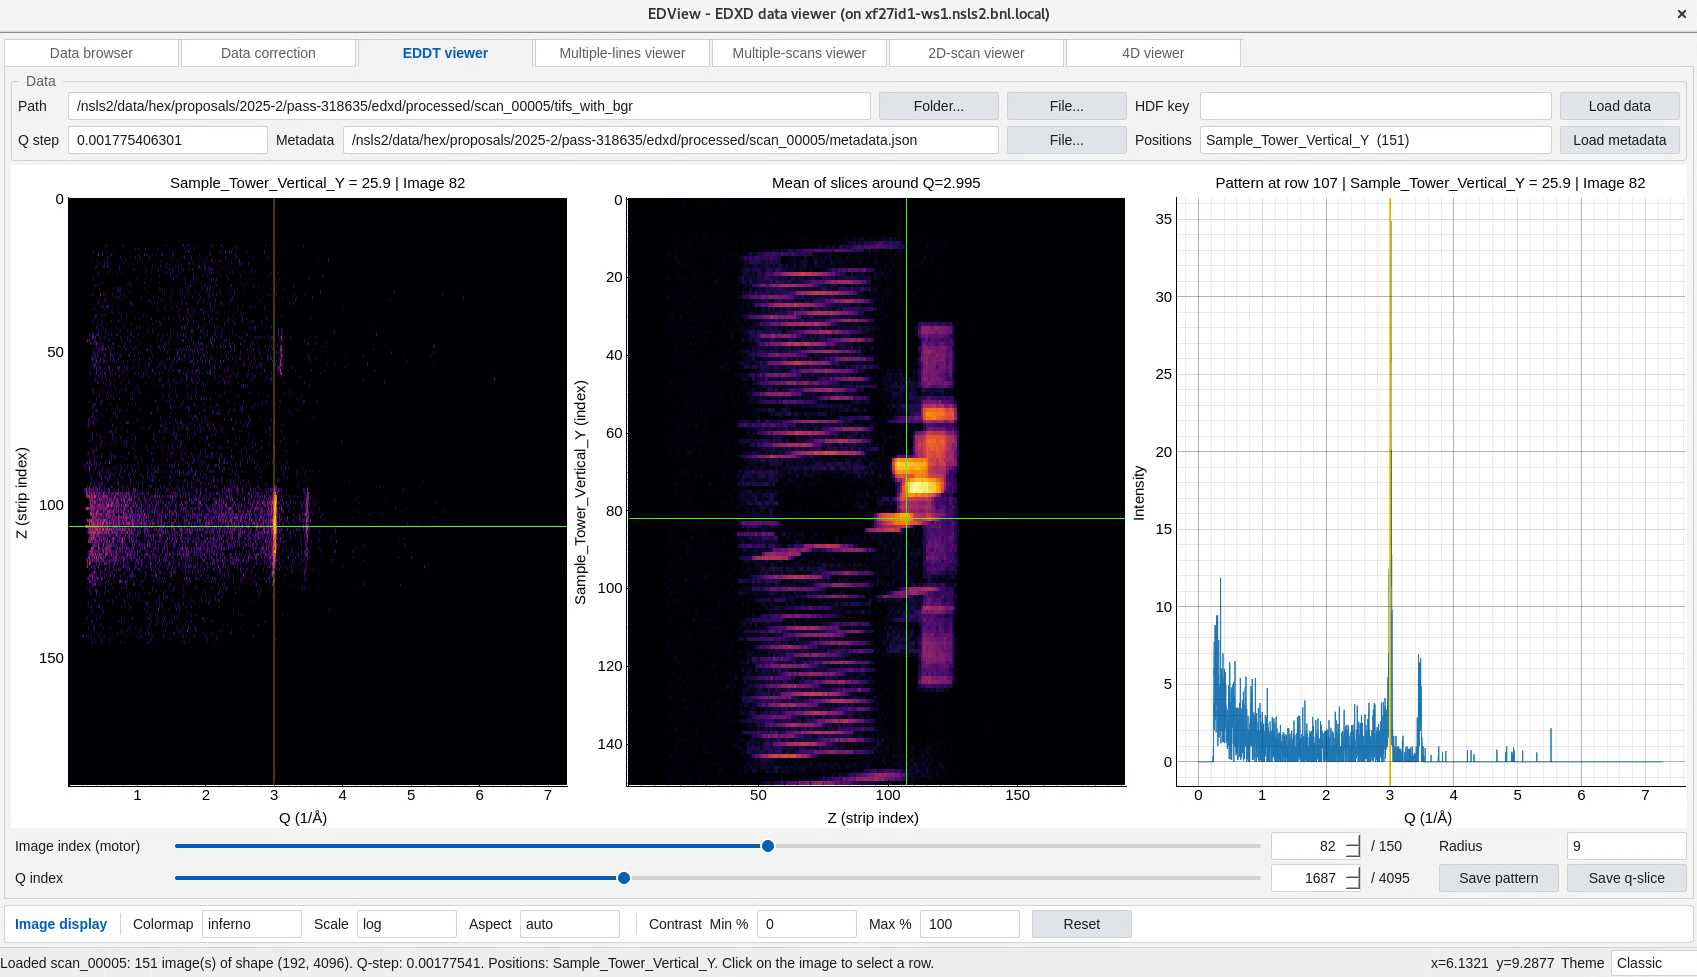 EDView - EDXD data viewer (on xf27id1-ws1.nsls2.bnl.local)
Data browser Data correction EDDT viewer Multiple-lines viewer Multiple-scans viewer 2D-scan viewer 4D viewer
Data
Path /nsls2/data/hex/proposals/2025-2/pass-318635/edxd/processed/scan_00005/tifs_with_bgr Folder... File... HDF key Load data
Q step 0.001775406301 Metadata /nsls2/data/hex/proposals/2025-2/pass-318635/edxd/processed/scan_00005/metadata.json File... Positions Sample_Tower_Vertical_Y (151) Load metadata
Sample_Tower_Vertical_Y = 25.9 | Image 82
0
50
100
150
Z (strip index)
1 2 3 4 5 6 7
Q (1/Å)
Mean of slices around Q=2.995
0
20
40
60
80
100
120
140
Sample_Tower_Vertical_Y (index)
50 100 150
Z (strip index)
Pattern at row 107 | Sample_Tower_Vertical_Y = 25.9 | Image 82
35
30
25
20
15
10
5
0
Intensity
0 1 2 3 4 5 6 7
Q (1/Å)
Image index (motor) 82 / 150 Radius 9
Q index 1687 / 4095 Save pattern Save q-slice
Image display Colormap inferno Scale log Aspect auto Contrast Min % 0 Max % 100 Reset
Loaded scan_00005: 151 image(s) of shape (192, 4096). Q-step: 0.00177541. Positions: Sample_Tower_Vertical_Y. Click on the image to select a row. x=6.1321 y=9.2877 Theme Classic